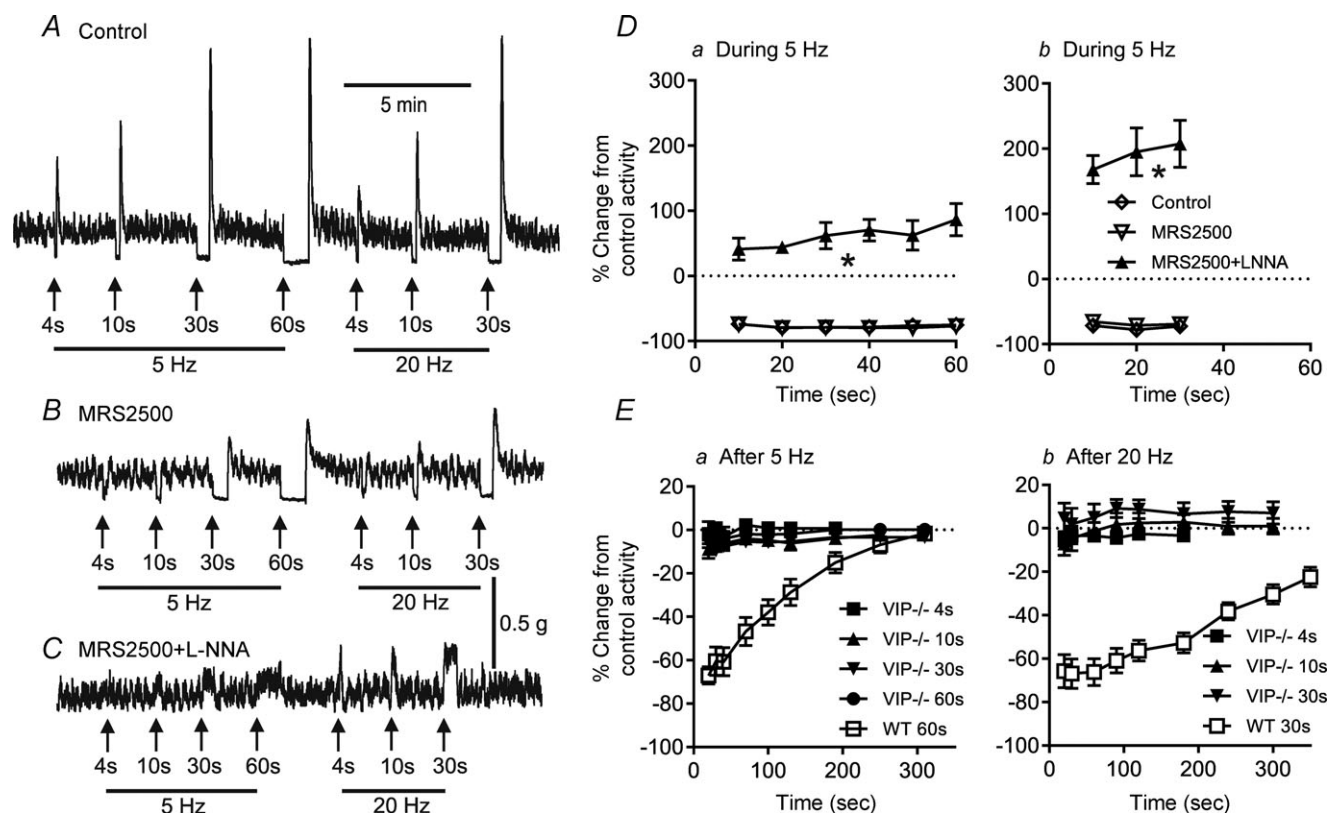 A Control
5 min
4s 10s 30s 60s 4s 10s 30s
5 Hz 20 Hz
B MRS2500
4s 10s 30s 60s 4s 10s 30s
5 Hz 20 Hz
0.5 g
C MRS2500+L-NNA
4s 10s 30s 60s 4s 10s 30s
5 Hz 20 Hz
D
a During 5 Hz
% Change from
control activity
300
200
100
0
-100
*
0 20 40 60
Time (sec)
b During 5 Hz
300
200
100
0
-100
*
Control
MRS2500
MRS2500+LNNA
0 20 40 60
Time (sec)
E
a After 5 Hz
% Change from
control activity
20
0
-20
-40
-60
-80
-100
VIP-/- 4s
VIP-/- 10s
VIP-/- 30s
VIP-/- 60s
WT 60s
0 100 200 300
Time (sec)
b After 20 Hz
20
0
-20
-40
-60
-80
-100
VIP-/- 4s
VIP-/- 10s
VIP-/- 30s
WT 30s
0 100 200 300
Time (sec)